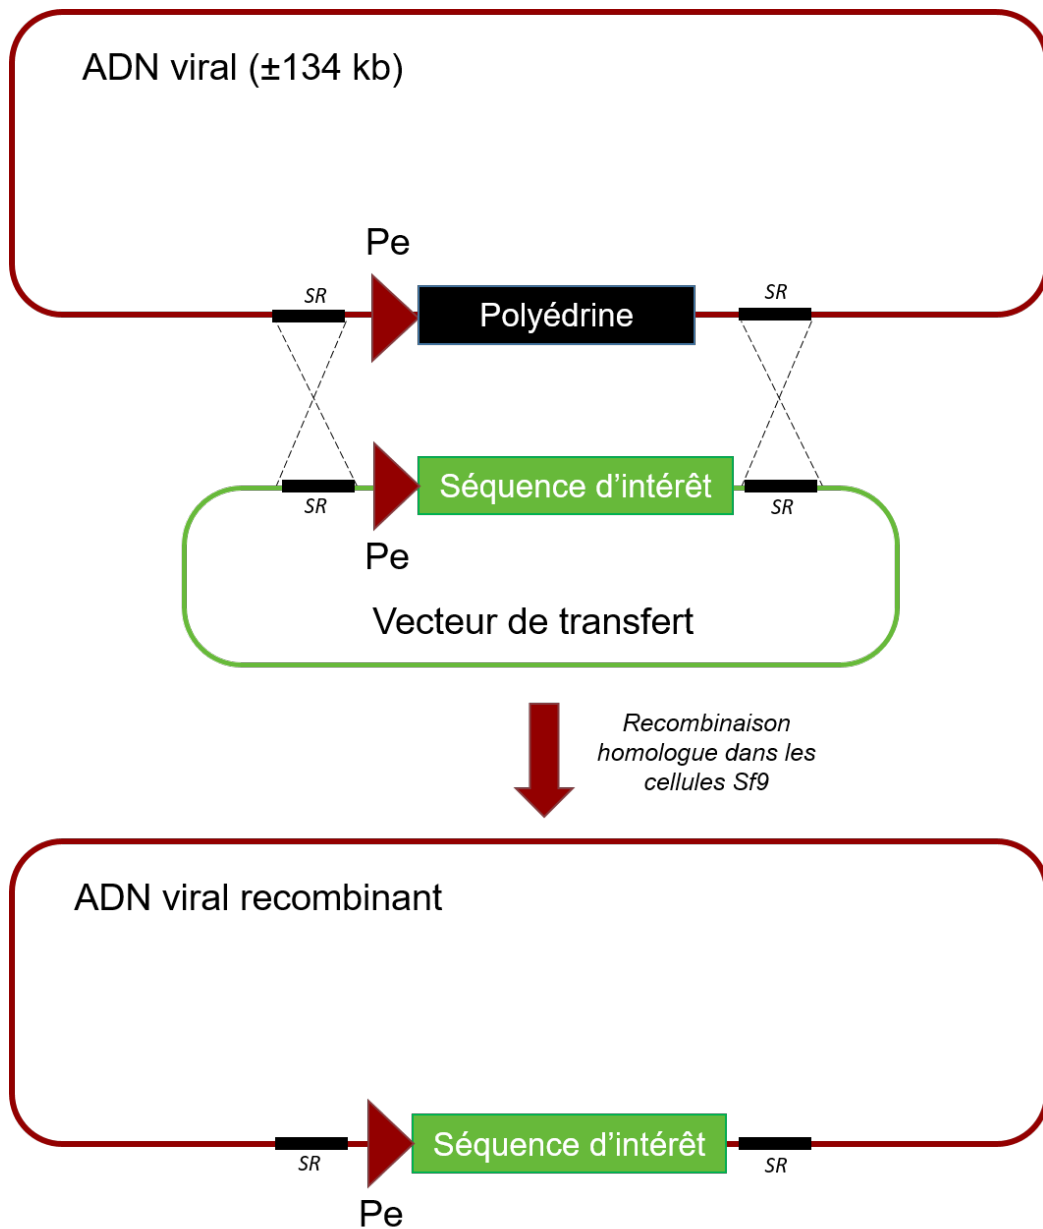 ADN viral (±134 kb)
Pe
SR
SR
Polyédrine
Séquence d'intérêt
SR
SR
Pe
Vecteur de transfert
Recombinaison
homologue dans les
cellules Sf9
ADN viral recombinant
Séquence d'intérêt
SR
SR
Pe